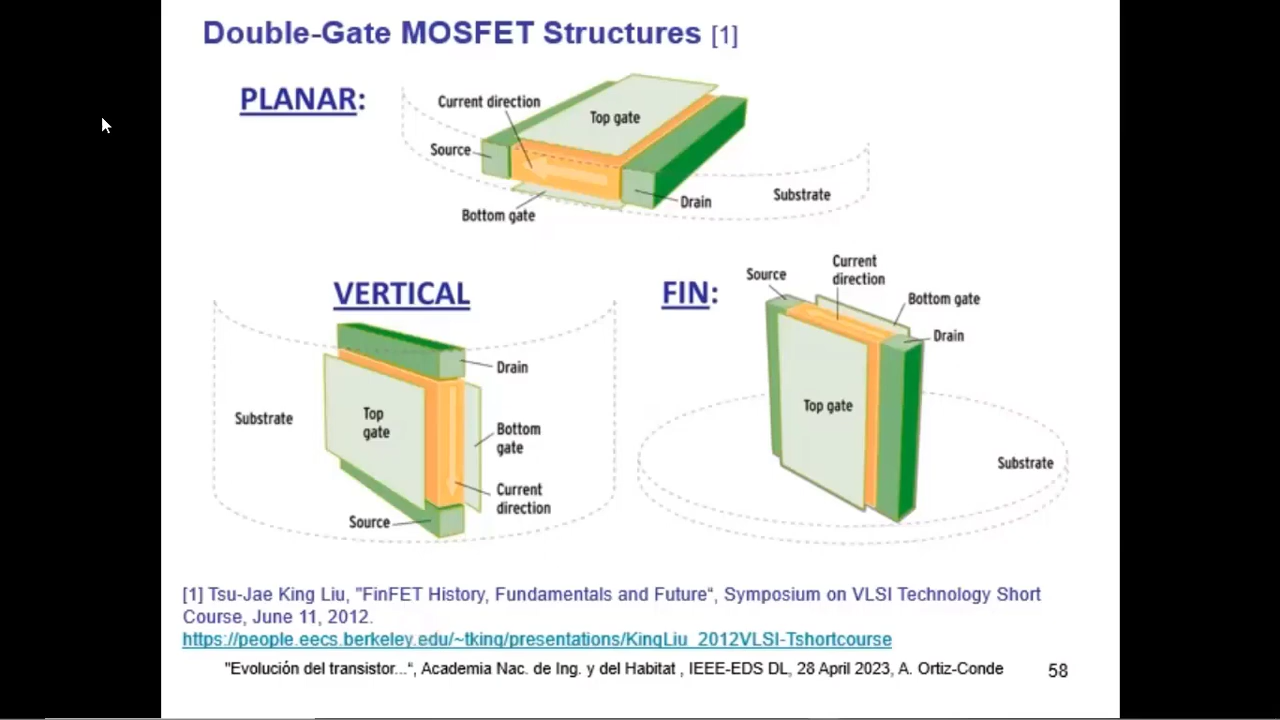 Double-Gate MOSFET Structures [1]
PLANAR:
Current direction
Top gate
Source
Drain
Substrate
Bottom gate
VERTICAL
Drain
Substrate
Top
gate
Bottom
gate
Current
direction
Source
FIN:
Source
Current
direction
Bottom gate
Drain
Top gate
Substrate
[1] Tsu-Jae King Liu, "FinFET History, Fundamentals and Future“, Symposium on VLSI Technology Short
Course, June 11, 2012.
https://people.eecs.berkeley.edu/~tking/presentations/KingLiu_2012VLSI-Tshortcourse
"Evolución del transistor...“, Academia Nac. de Ing. y del Habitat , IEEE-EDS DL, 28 April 2023, A. Ortiz-Conde
58